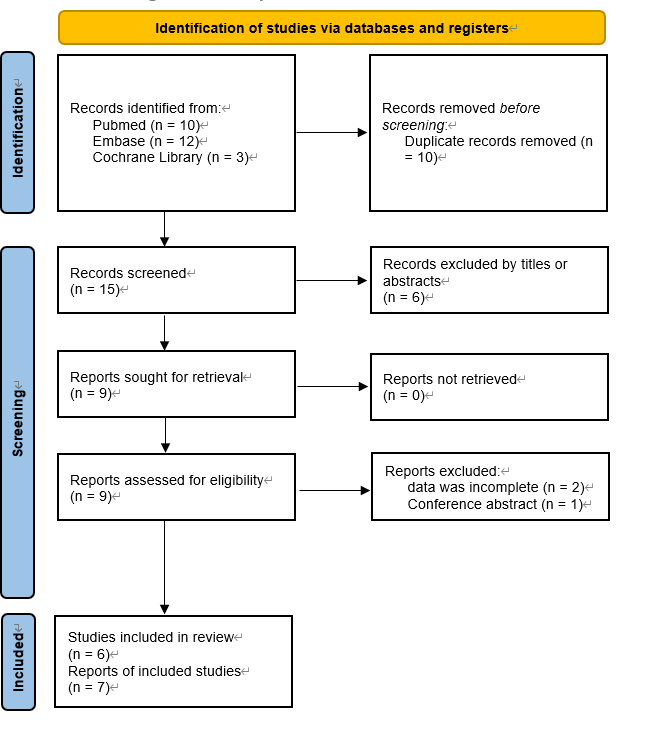 Identification of studies via databases and registers
Identification
Records identified from:
Pubmed (n = 10)
Embase (n = 12)
Cochrane Library (n = 3)
Records removed before
screening:
Duplicate records removed (n
= 10)
Screening
Records screened
(n = 15)
Records excluded by titles or
abstracts
(n = 6)
Reports sought for retrieval
(n = 9)
Reports not retrieved
(n = 0)
Reports assessed for eligibility
(n = 9)
Reports excluded:
data was incomplete (n = 2)
Conference abstract (n = 1)
Included
Studies included in review
(n = 6)
Reports of included studies
(n = 7)